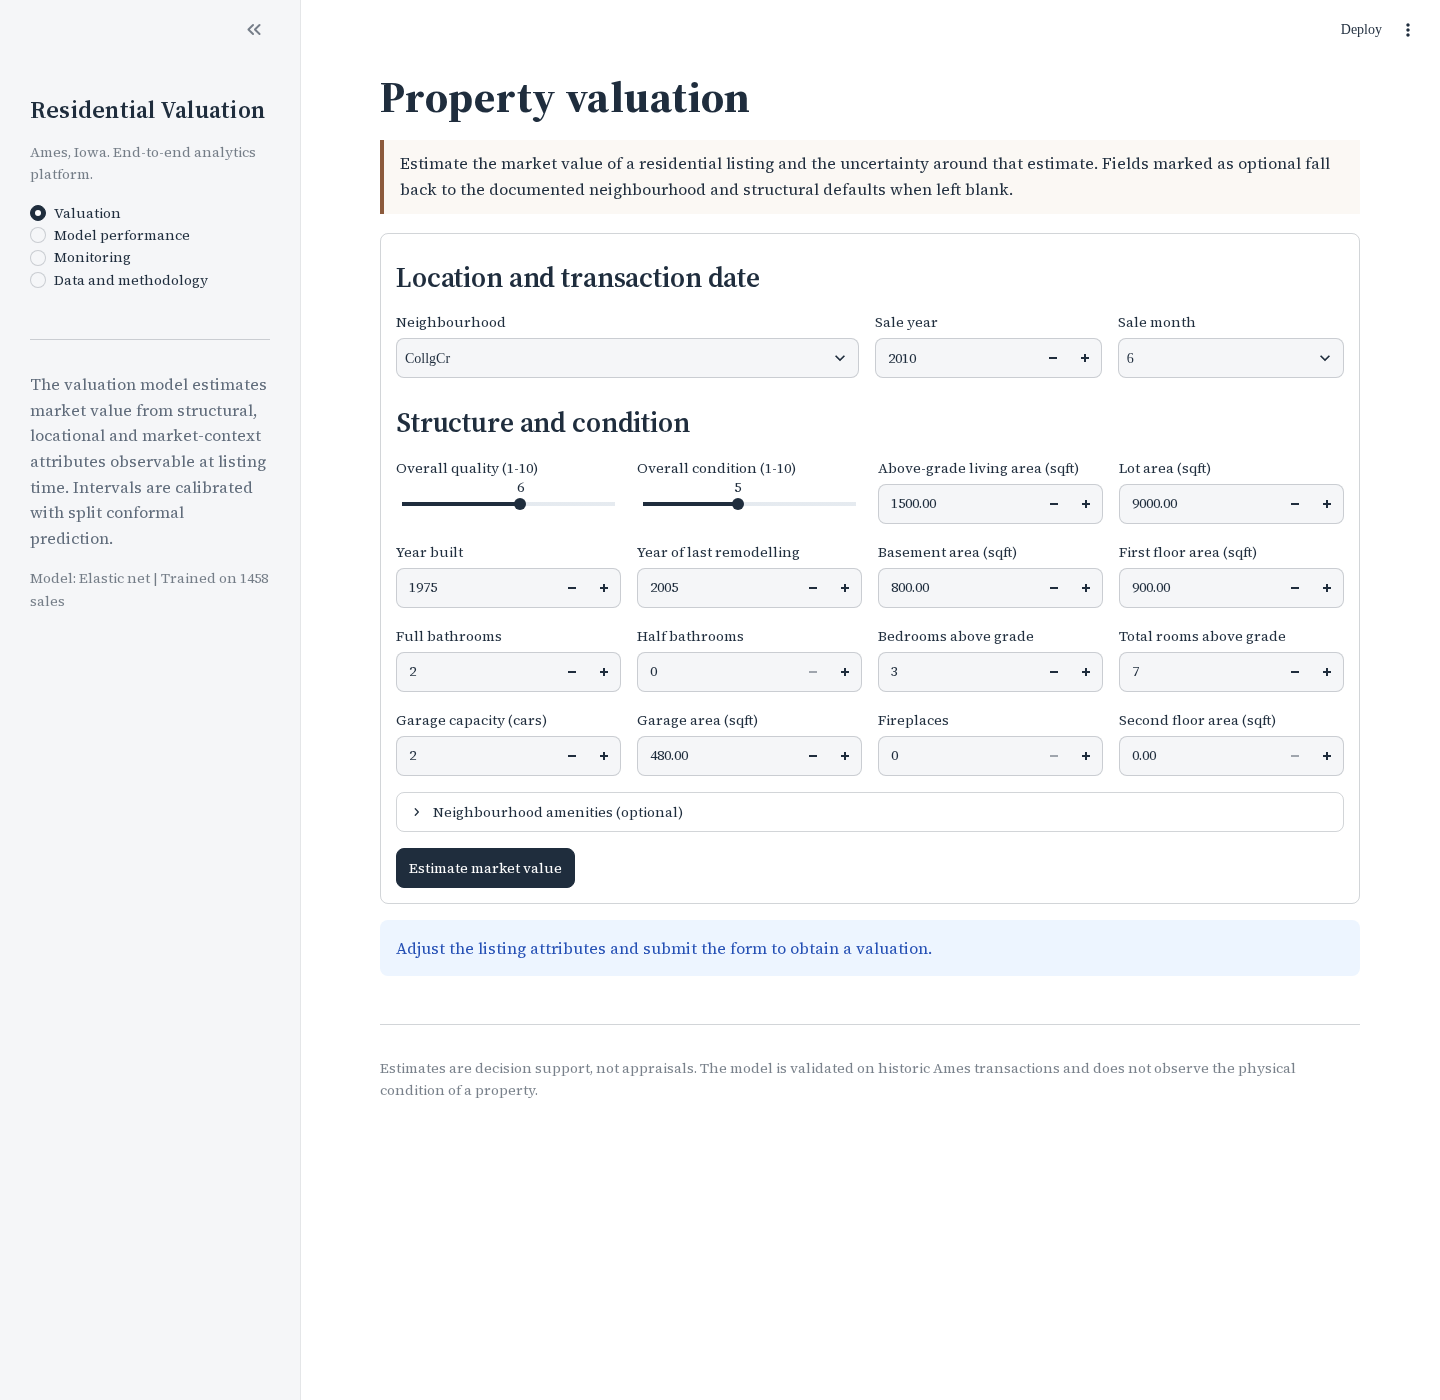 Deploy
Residential Valuation
Ames, Iowa. End-to-end analytics
platform.
Valuation
Model performance
Monitoring
Data and methodology
The valuation model estimates
market value from structural,
locational and market-context
attributes observable at listing
time. Intervals are calibrated
with split conformal
prediction.
Model: Elastic net | Trained on 1458
sales
Property valuation
Estimate the market value of a residential listing and the uncertainty around that estimate. Fields marked as optional fall
back to the documented neighbourhood and structural defaults when left blank.
Location and transaction date
Neighbourhood Sale year Sale month
CollgCr 2010 6
Structure and condition
Overall quality (1-10) Overall condition (1-10) Above-grade living area (sqft) Lot area (sqft)
6 5 1500.00 9000.00
Year built Year of last remodelling Basement area (sqft) First floor area (sqft)
1975 2005 800.00 900.00
Full bathrooms Half bathrooms Bedrooms above grade Total rooms above grade
2 0 3 7
Garage capacity (cars) Garage area (sqft) Fireplaces Second floor area (sqft)
2 480.00 0 0.00
Neighbourhood amenities (optional)
Estimate market value
Adjust the listing attributes and submit the form to obtain a valuation.
Estimates are decision support, not appraisals. The model is validated on historic Ames transactions and does not observe the physical
condition of a property.